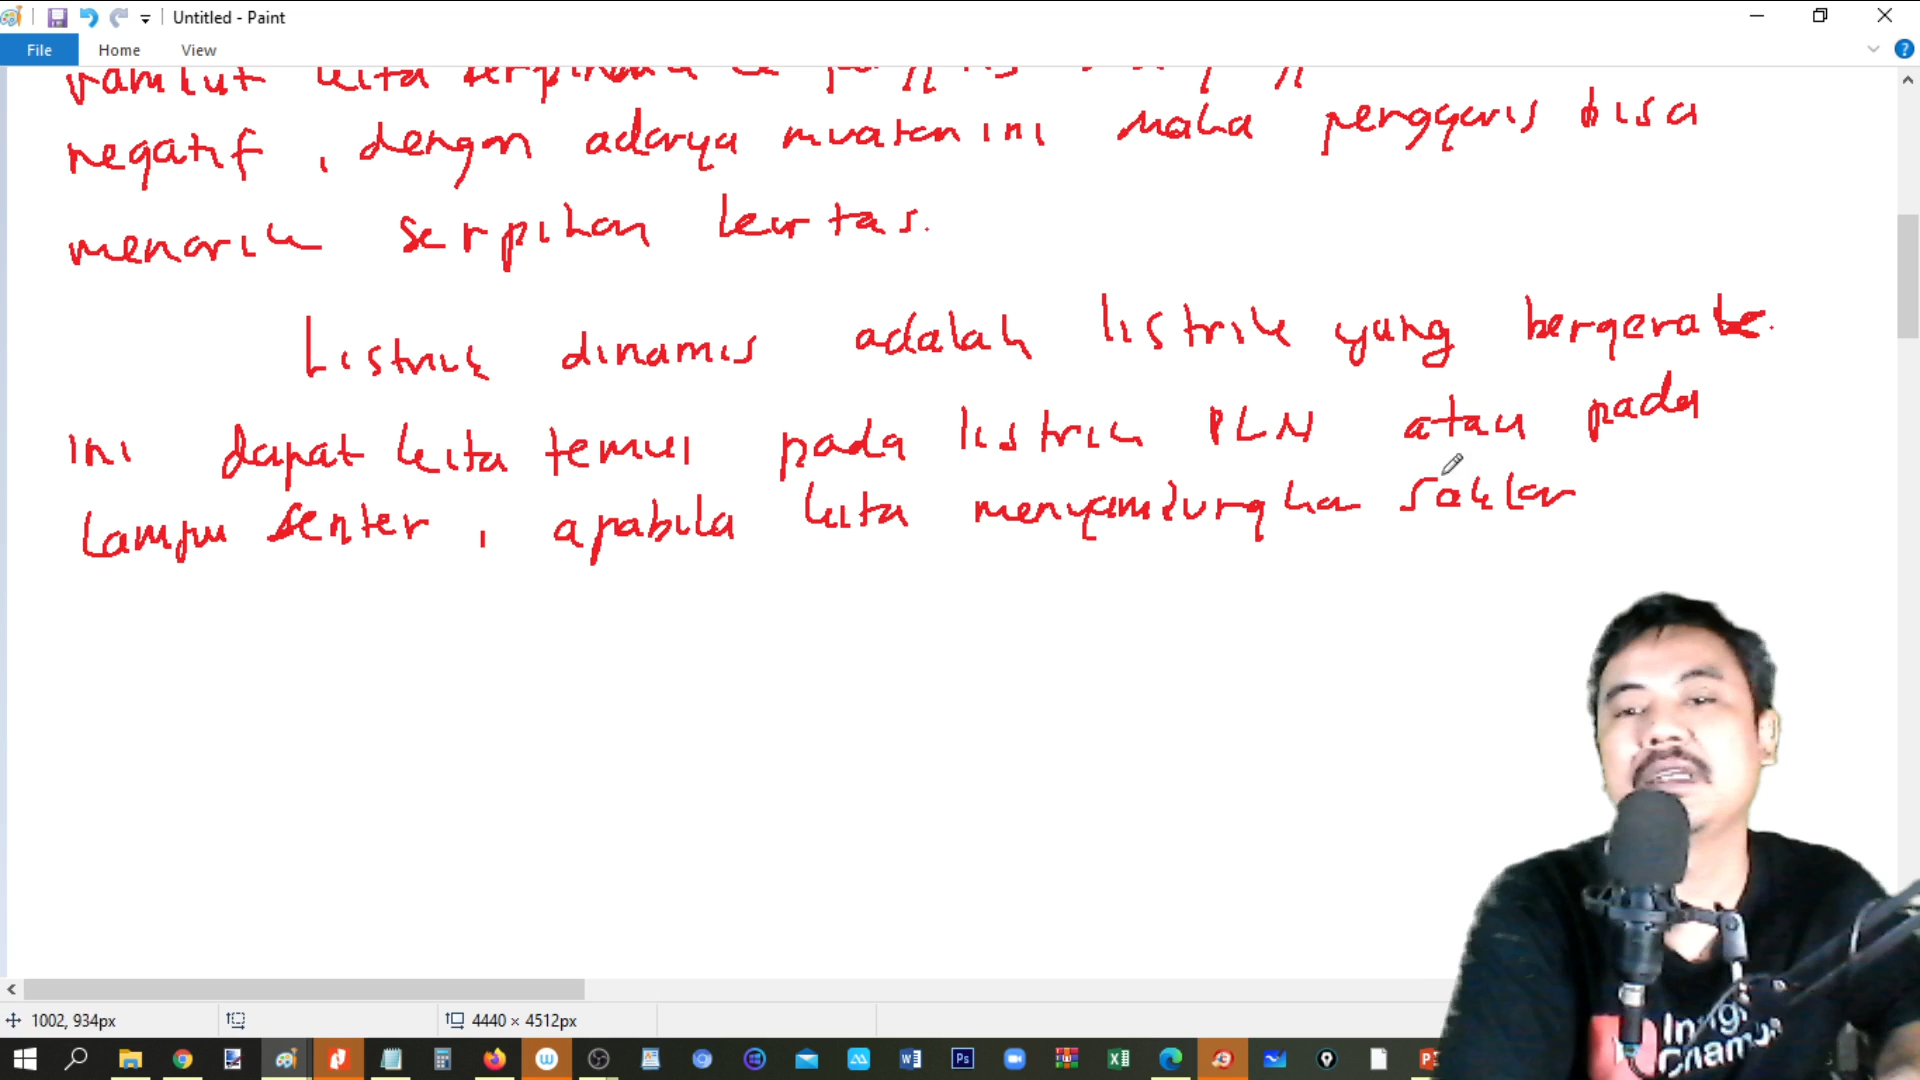 Untitled - Paint
File Home View
rambut kita
negatif, dengan adanya muatan ini maka penggaris bisa
menarik serpihan kertas.
Listrik dinamis adalah listrik yang bergerak.
ini dapat kita temui pada listrik PLN atau pada
lampu senter, apabila kita menyambungkan saklar
1002, 934px 4440 × 4512px